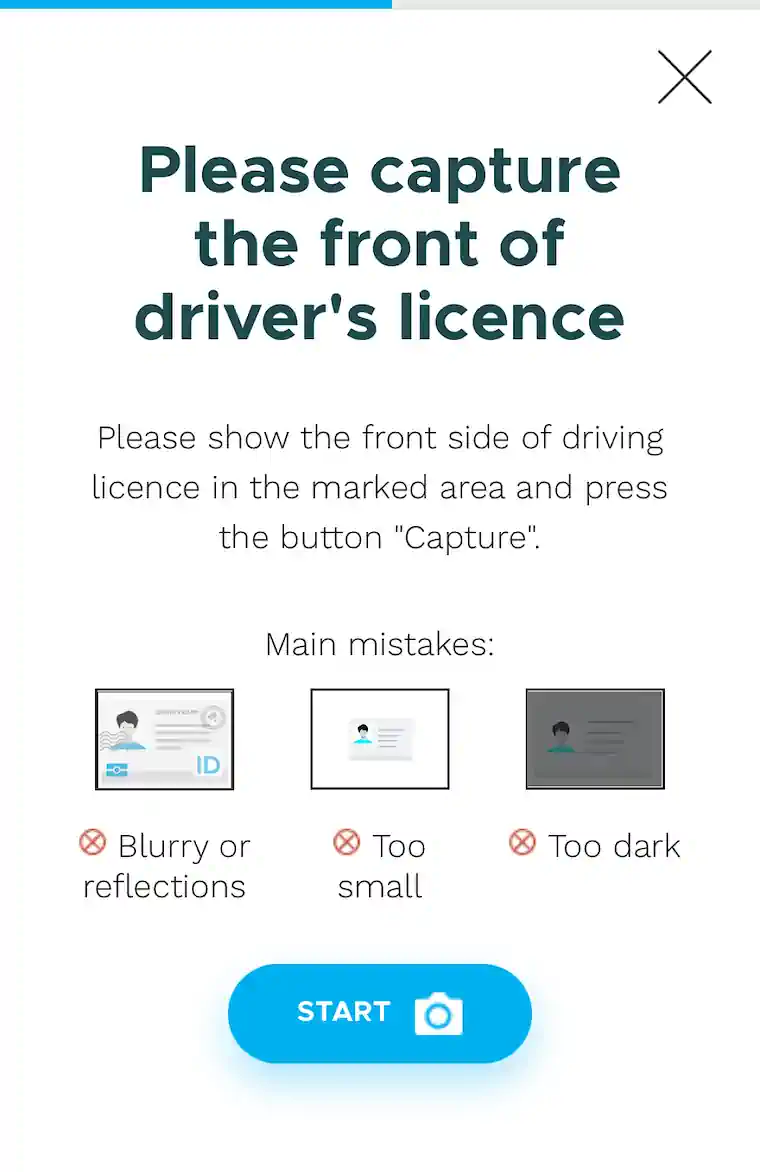 Please capture
the front of
driver's licence
Please show the front side of driving
licence in the marked area and press
the button "Capture".
Main mistakes:
ID
Blurry or
reflections
Too
small
Too dark
START